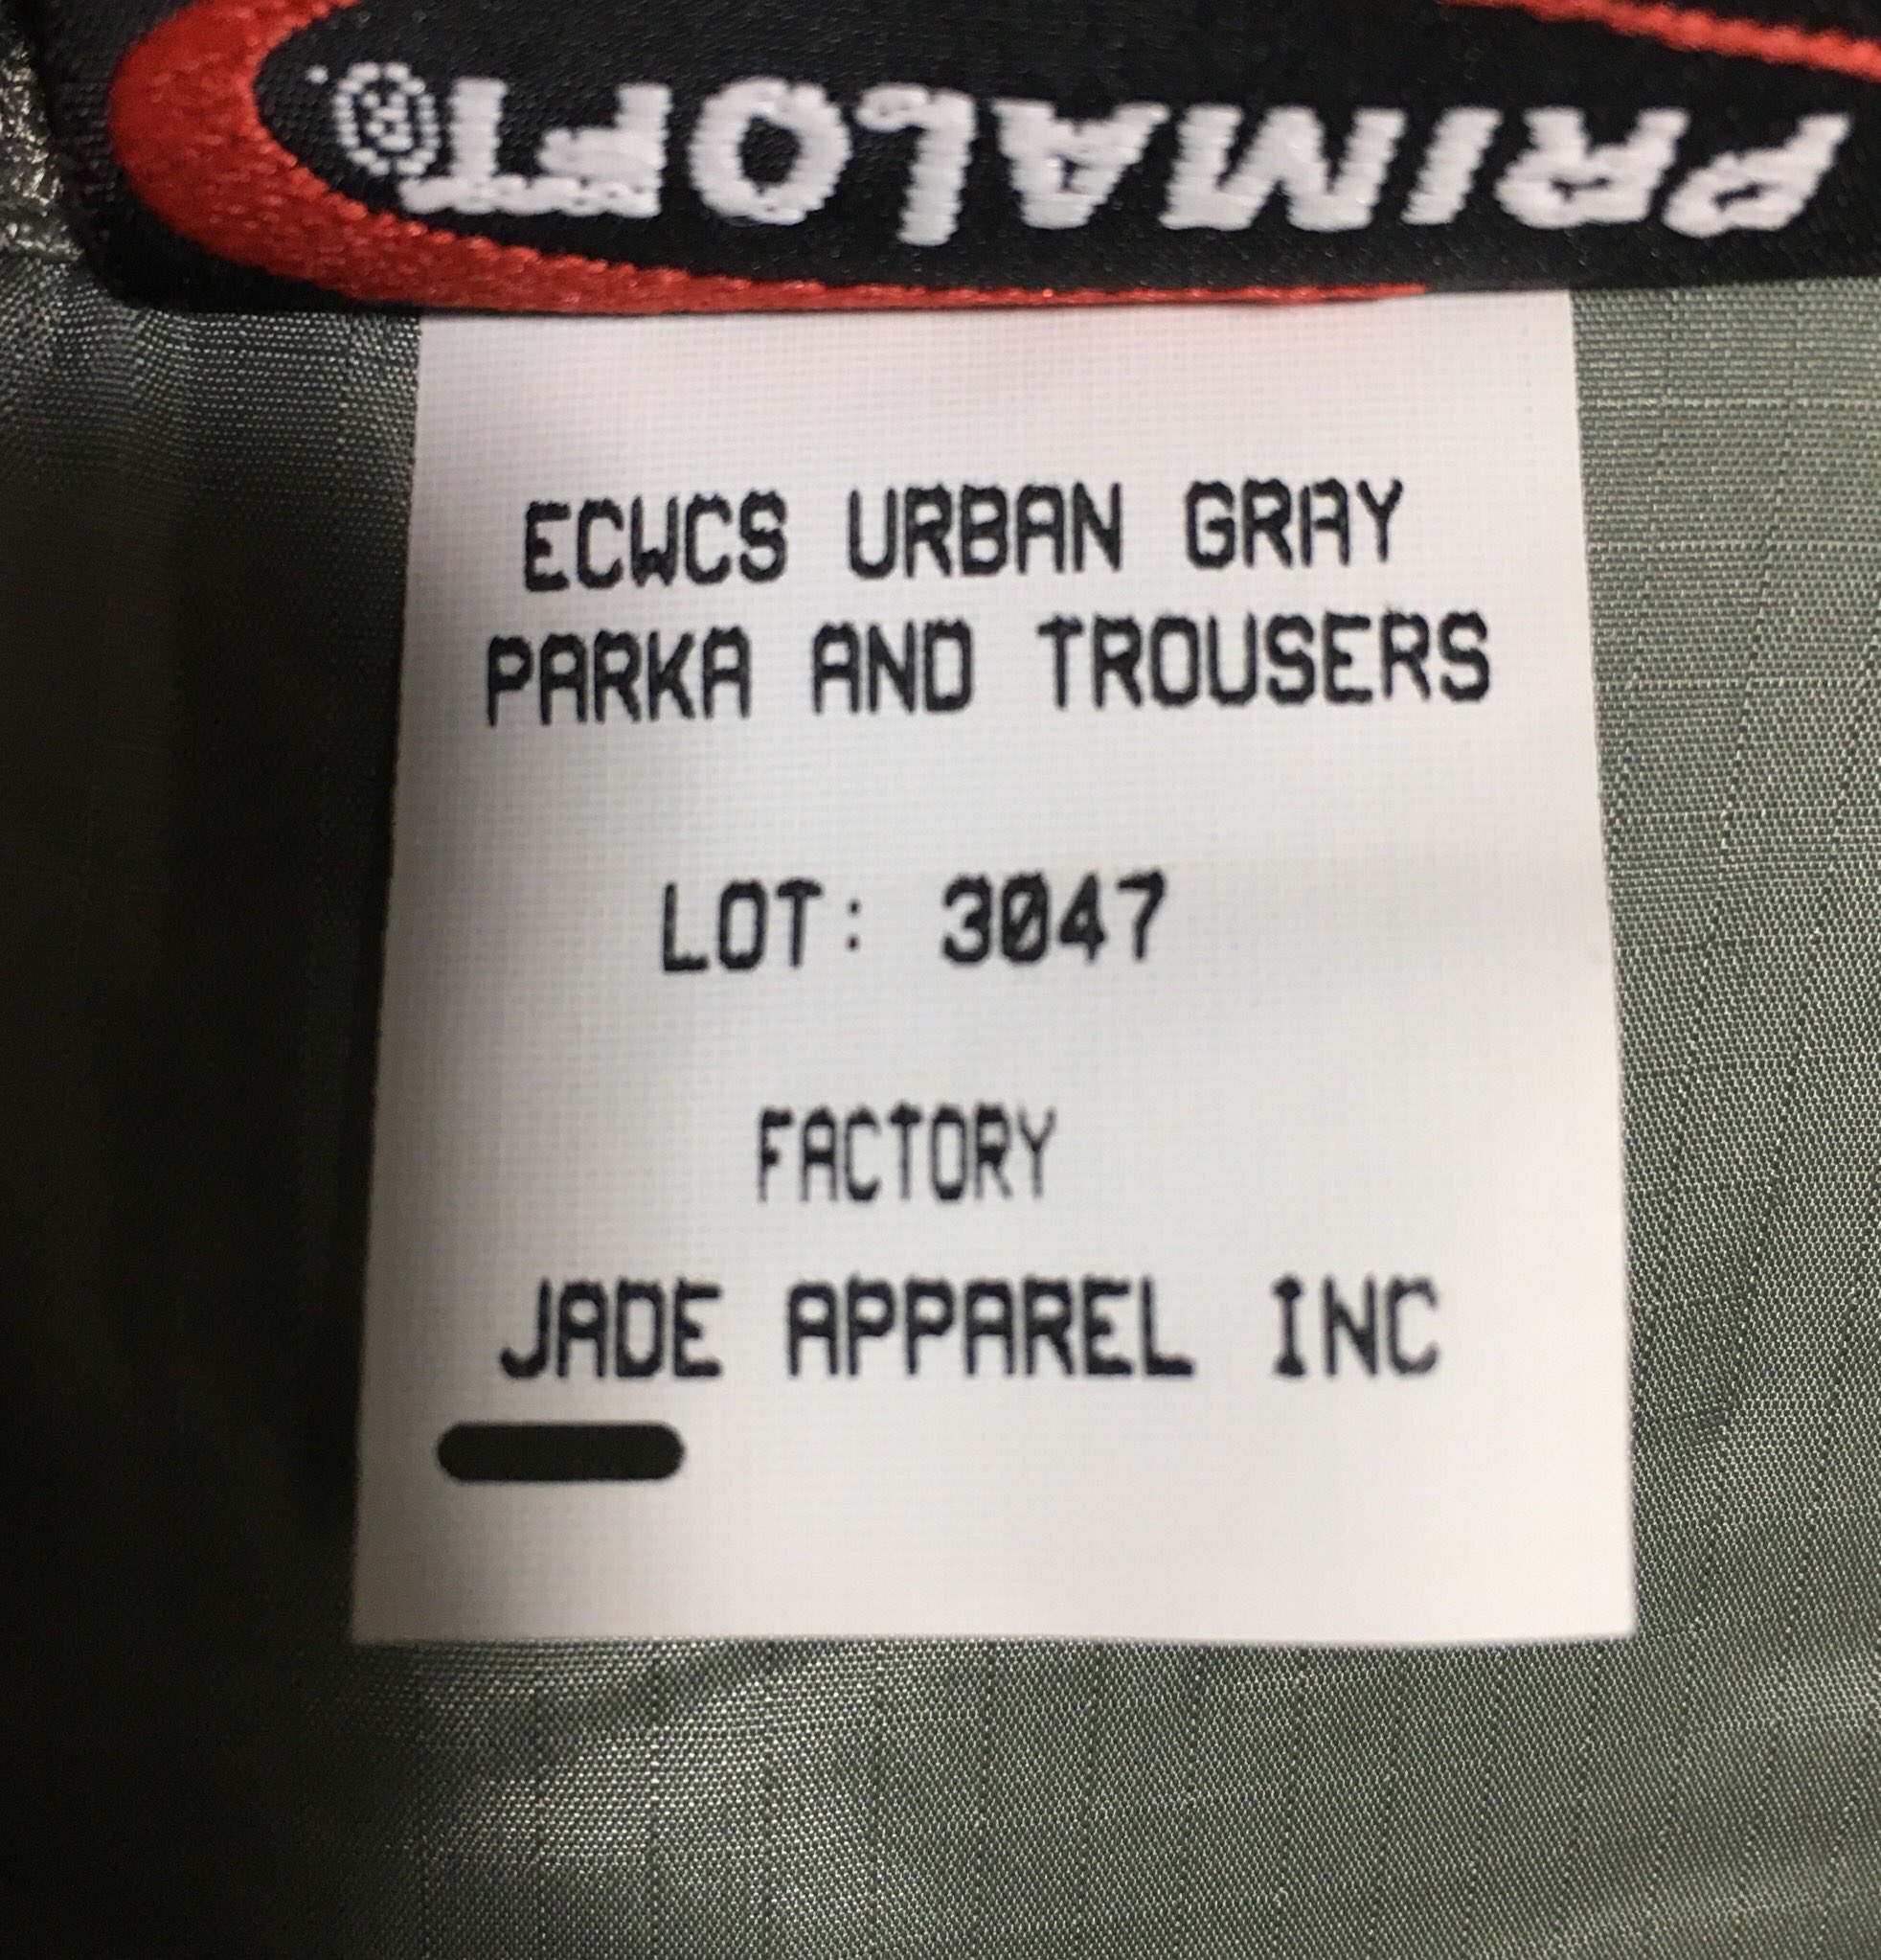 PRIMALOFT®
ECWCS URBAN GRAY
PARKA AND TROUSERS
LOT: 3047
FACTORY
JADE APPAREL INC